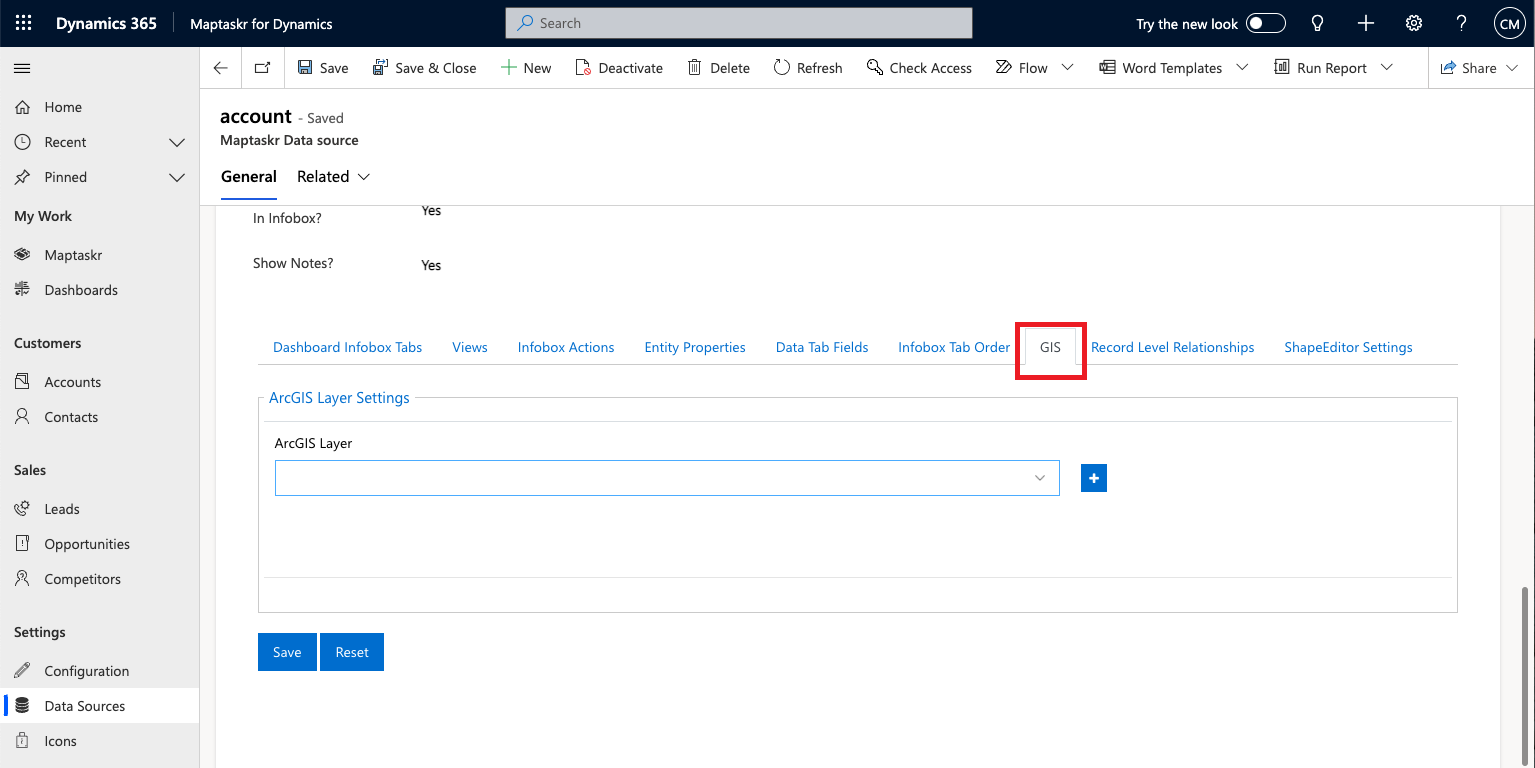 Dynamics 365 Maptaskr for Dynamics Search Try the new look CM
Save Save & Close New Deactivate Delete Refresh Check Access Flow Word Templates Run Report Share
Home
Recent
Pinned
My Work
Maptaskr
Dashboards
Customers
Accounts
Contacts
Sales
Leads
Opportunities
Competitors
Settings
Configuration
Data Sources
Icons
account - Saved
Maptaskr Data source
General Related
In Infobox? Yes
Show Notes? Yes
Dashboard Infobox Tabs Views Infobox Actions Entity Properties Data Tab Fields Infobox Tab Order GIS Record Level Relationships ShapeEditor Settings
ArcGIS Layer Settings
ArcGIS Layer
Save Reset